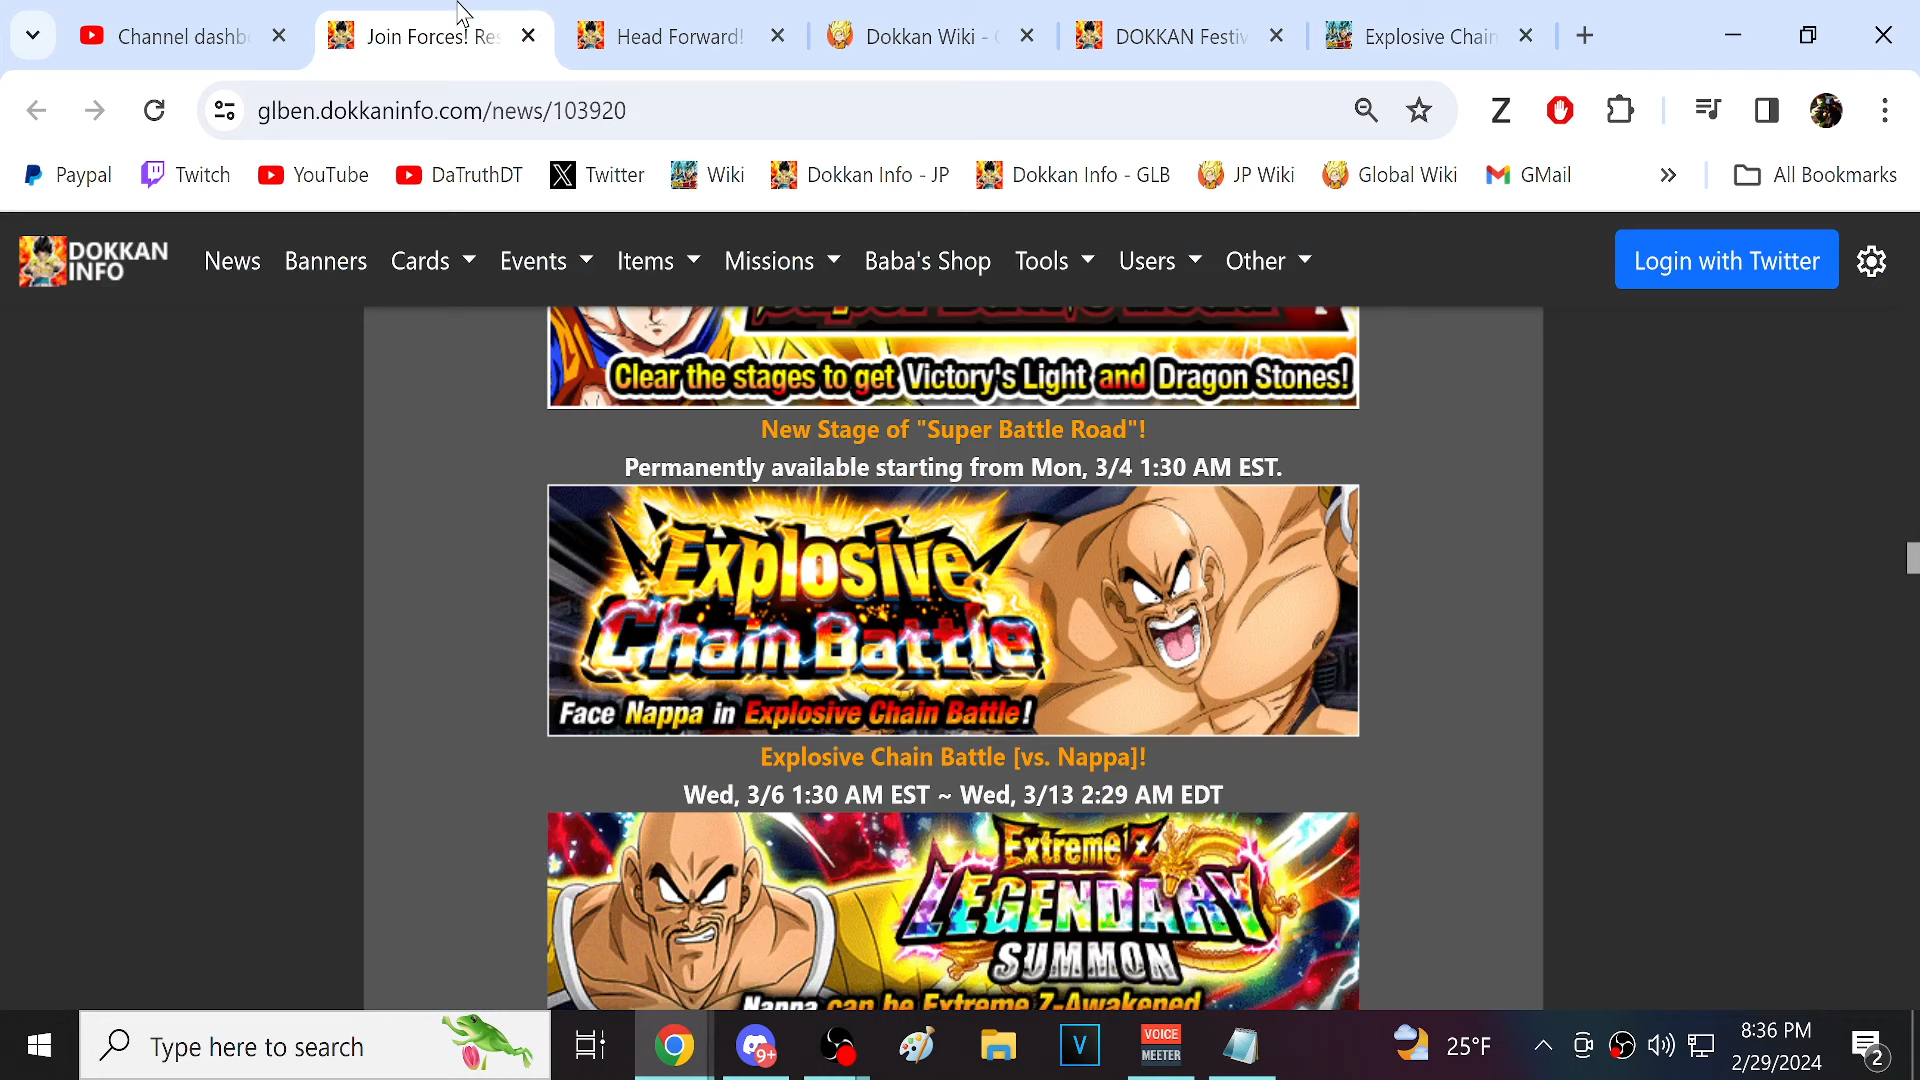 Channel dashb
Join Forces! Res
Head Forward!
Dokkan Wiki -
DOKKAN Festiv
Explosive Chain
glben.dokkaninfo.com/news/103920
Paypal
Twitch
YouTube
DaTruthDT
Twitter
Wiki
Dokkan Info - JP
Dokkan Info - GLB
JP Wiki
Global Wiki
GMail
All Bookmarks
DOKKAN
INFO
News
Banners
Cards
Events
Items
Missions
Baba's Shop
Tools
Users
Other
Login with Twitter
Super Battle Road
Clear the stages to get Victory's Light and Dragon Stones!
New Stage of "Super Battle Road"!
Permanently available starting from Mon, 3/4 1:30 AM EST.
Explosive
Chain Battle
Face Nappa in Explosive Chain Battle!
Explosive Chain Battle [vs. Nappa]!
Wed, 3/6 1:30 AM EST ~ Wed, 3/13 2:29 AM EDT
Extreme Z
LEGENDARY
SUMMON
Nappa can be Extreme Z-Awakened
Type here to search
9+
V
VOICE
MEETER
25°F
8:36 PM
2/29/2024
2